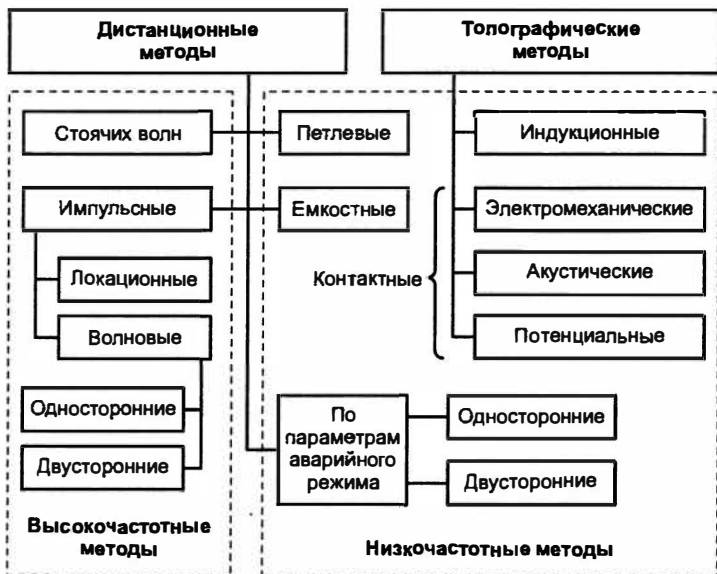 Дистанционные
методы
Топографические
методы
Стоячих волн
Петлевые
Индукционные
Импульсные
Емкостные
Электромеханические
Локационные
Контактные
Акустические
Волновые
Потенциальные
Односторонние
По
параметрам
аварийного
режима
Односторонние
Двусторонние
Двусторонние
Высокочастотные
методы
Низкочастотные методы